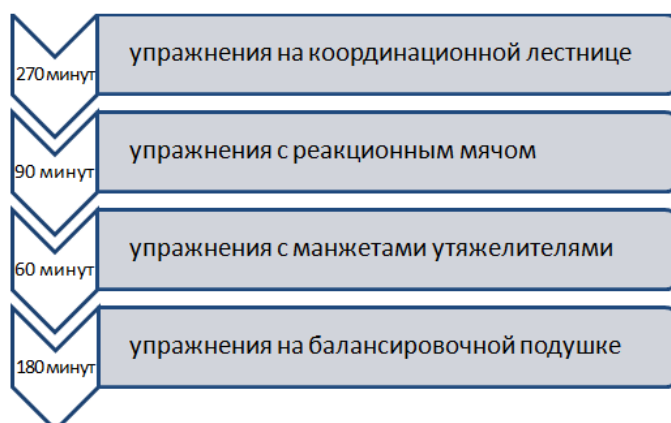 упражнения на координационной лестнице
270 минут
упражнения с реакционным мячом
90 минут
упражнения с манжетами утяжелителями
60 минут
упражнения на балансировочной подушке
180 минут